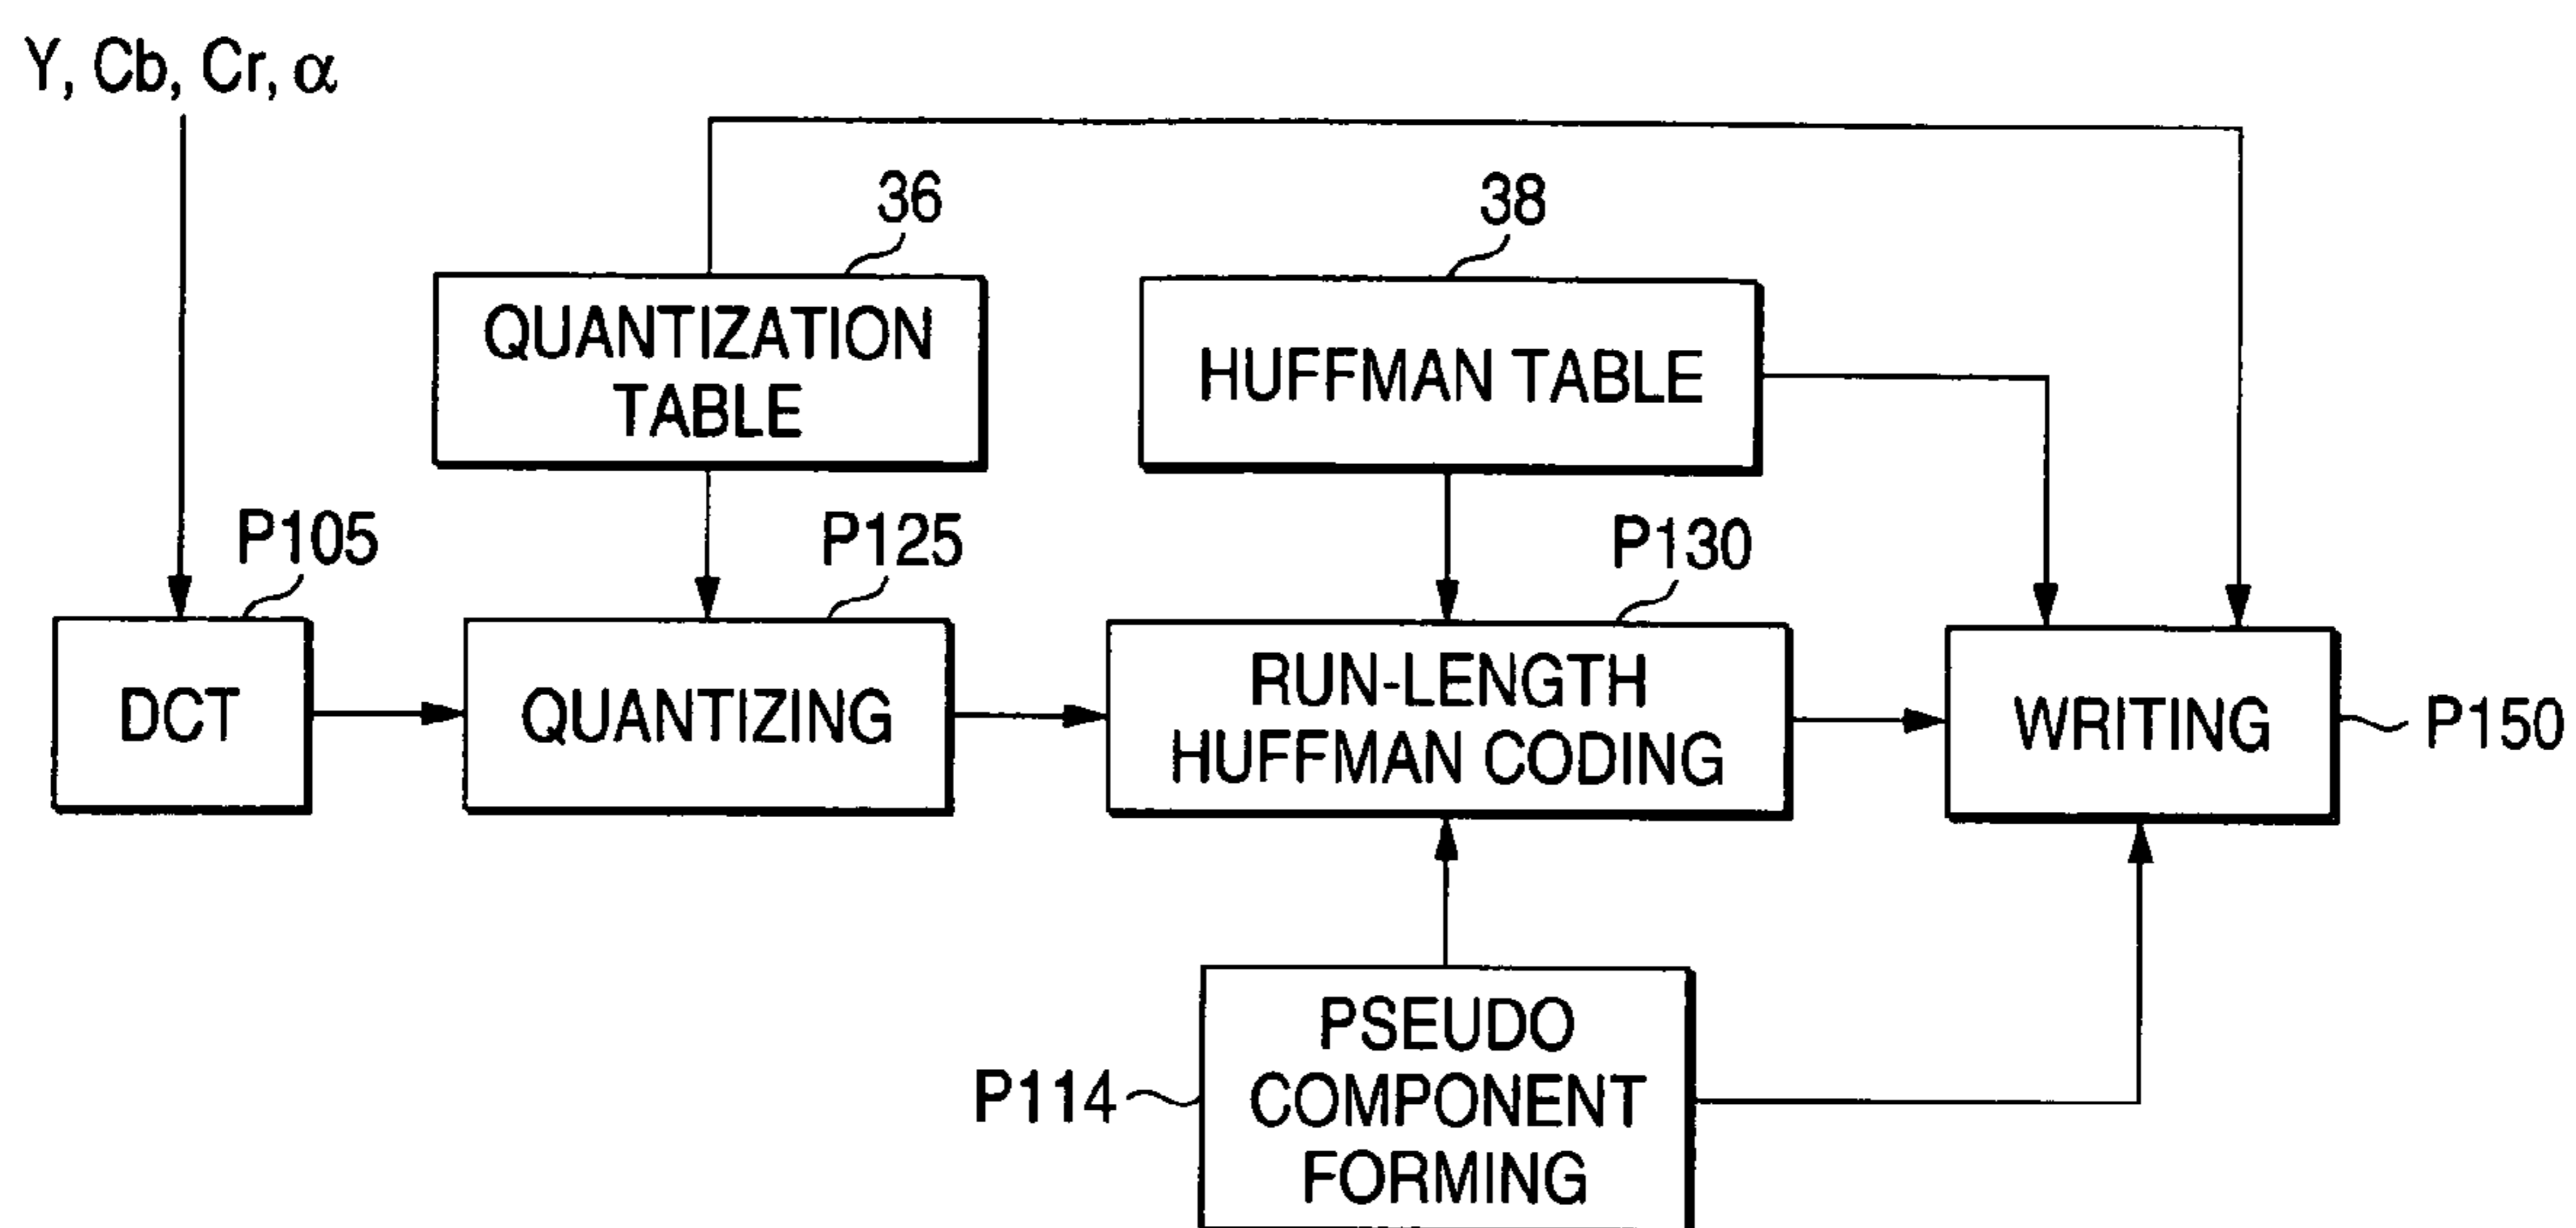 Y, Cb, Cr, α
36
38
QUANTIZATION
TABLE
HUFFMAN TABLE
P105
P125
P130
DCT
QUANTIZING
RUN-LENGTH
HUFFMAN CODING
WRITING
P150
P114
PSEUDO
COMPONENT
FORMING